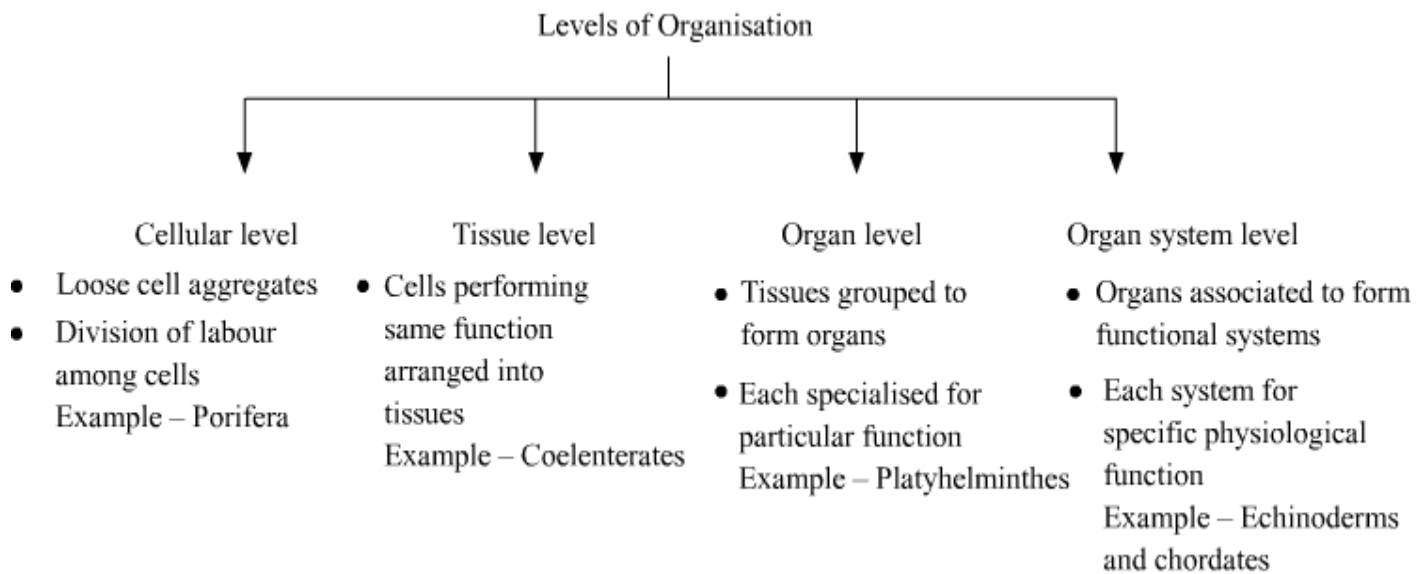 Levels of Organisation
Cellular level
• Loose cell aggregates
• Division of labour
among cells
Example – Porifera
Tissue level
• Cells performing
same function
arranged into
tissues
Example – Coelenterates
Organ level
• Tissues grouped to
form organs
• Each specialised for
particular function
Example – Platyhelminthes
Organ system level
• Organs associated to form
functional systems
• Each system for
specific physiological
function
Example – Echinoderms
and chordates